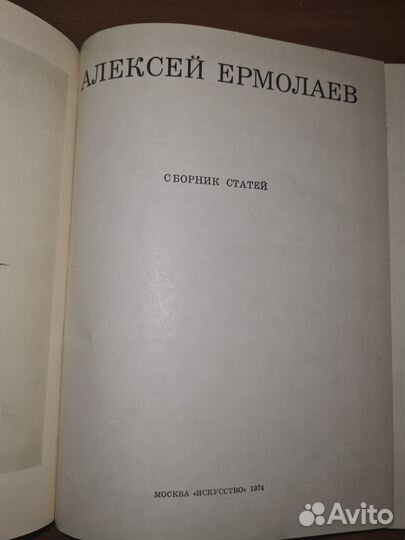 АЛЕКСЕЙ ЕРМОЛАЕВ
СБОРНИК СТАТЕЙ
МОСКВА «ИСКУССТВО» 1974
Avito